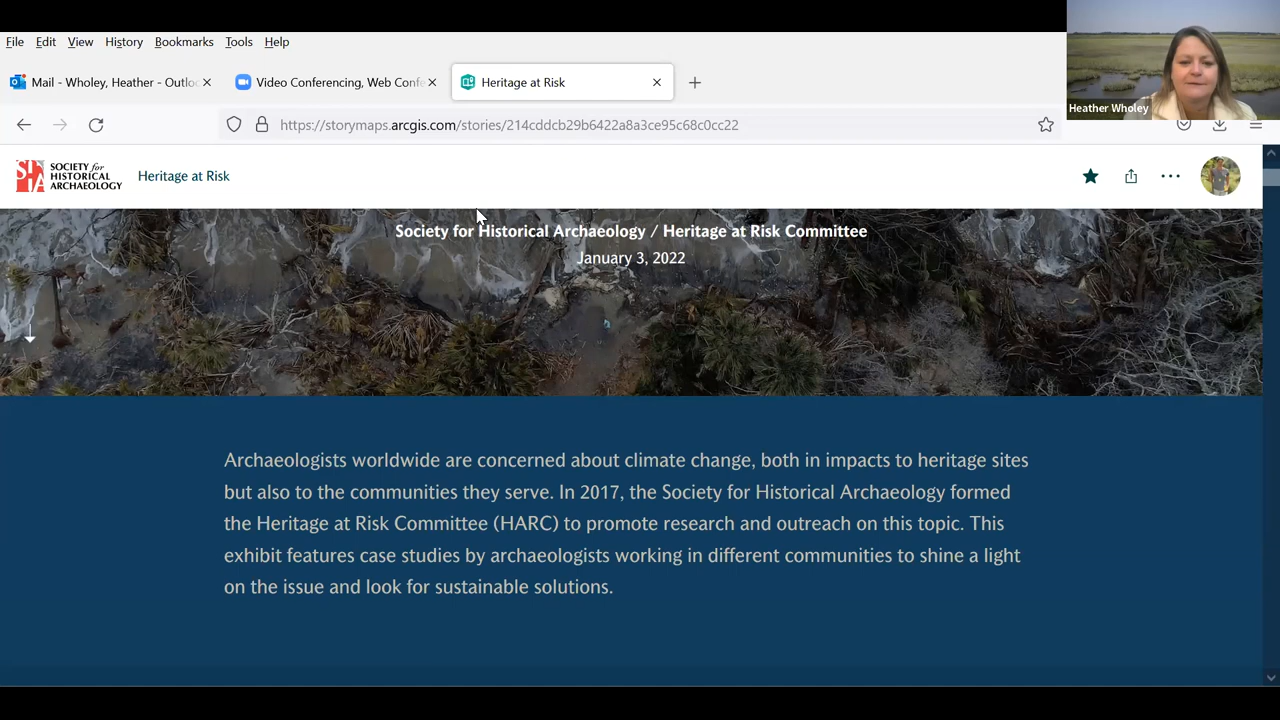 File Edit View History Bookmarks Tools Help
Mail - Wholey, Heather - Outlo
Video Conferencing, Web Confe
Heritage at Risk
Heather Wholey
https://storymaps.arcgis.com/stories/214cddcb29b6422a8a3ce95c68c0cc22
SOCIETY for
HISTORICAL
ARCHAEOLOGY
Heritage at Risk
Society for Historical Archaeology / Heritage at Risk Committee
January 3, 2022
Archaeologists worldwide are concerned about climate change, both in impacts to heritage sites
but also to the communities they serve. In 2017, the Society for Historical Archaeology formed
the Heritage at Risk Committee (HARC) to promote research and outreach on this topic. This
exhibit features case studies by archaeologists working in different communities to shine a light
on the issue and look for sustainable solutions.